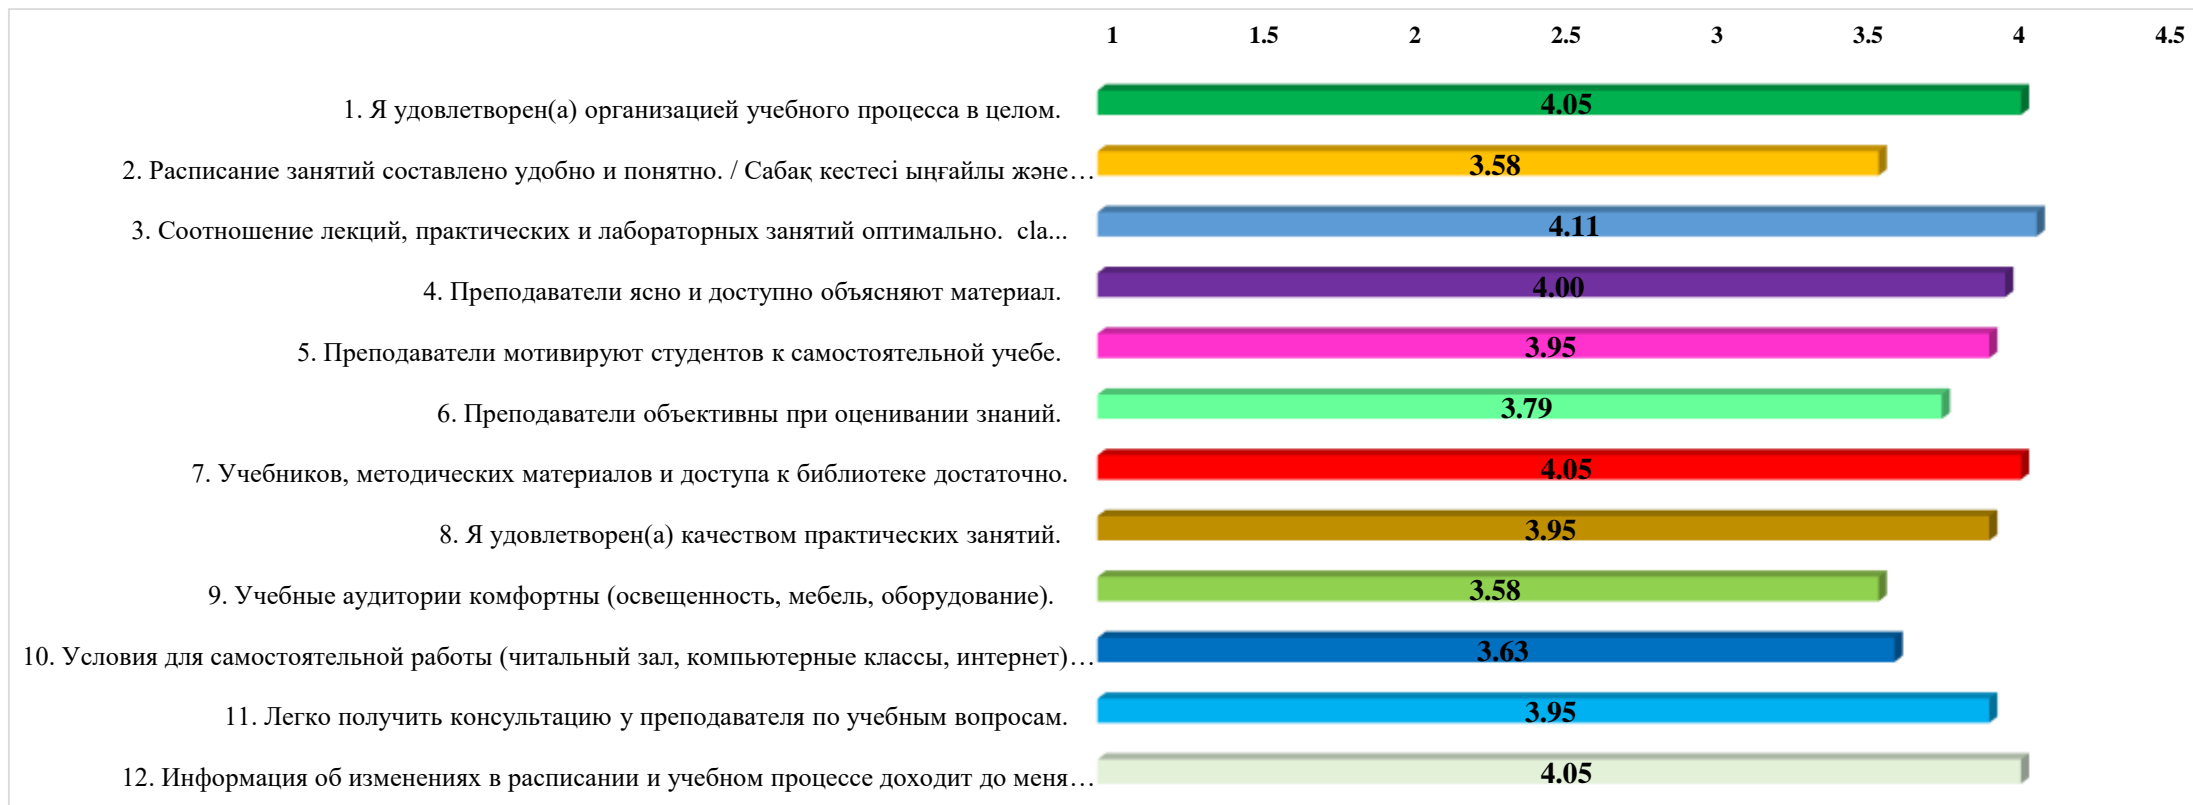 1 1.5 2 2.5 3 3.5 4 4.5
1. Я удовлетворен(а) организацией учебного процесса в целом. 4.05
2. Расписание занятий составлено удобно и понятно. / Сабақ кестесі ыңғайлы және… 3.58
3. Соотношение лекций, практических и лабораторных занятий оптимально. cla... 4.11
4. Преподаватели ясно и доступно объясняют материал. 4.00
5. Преподаватели мотивируют студентов к самостоятельной учебе. 3.95
6. Преподаватели объективны при оценивании знаний. 3.79
7. Учебников, методических материалов и доступа к библиотеке достаточно. 4.05
8. Я удовлетворен(а) качеством практических занятий. 3.95
9. Учебные аудитории комфортны (освещенность, мебель, оборудование). 3.58
10. Условия для самостоятельной работы (читальный зал, компьютерные классы, интернет)… 3.63
11. Легко получить консультацию у преподавателя по учебным вопросам. 3.95
12. Информация об изменениях в расписании и учебном процессе доходит до меня… 4.05